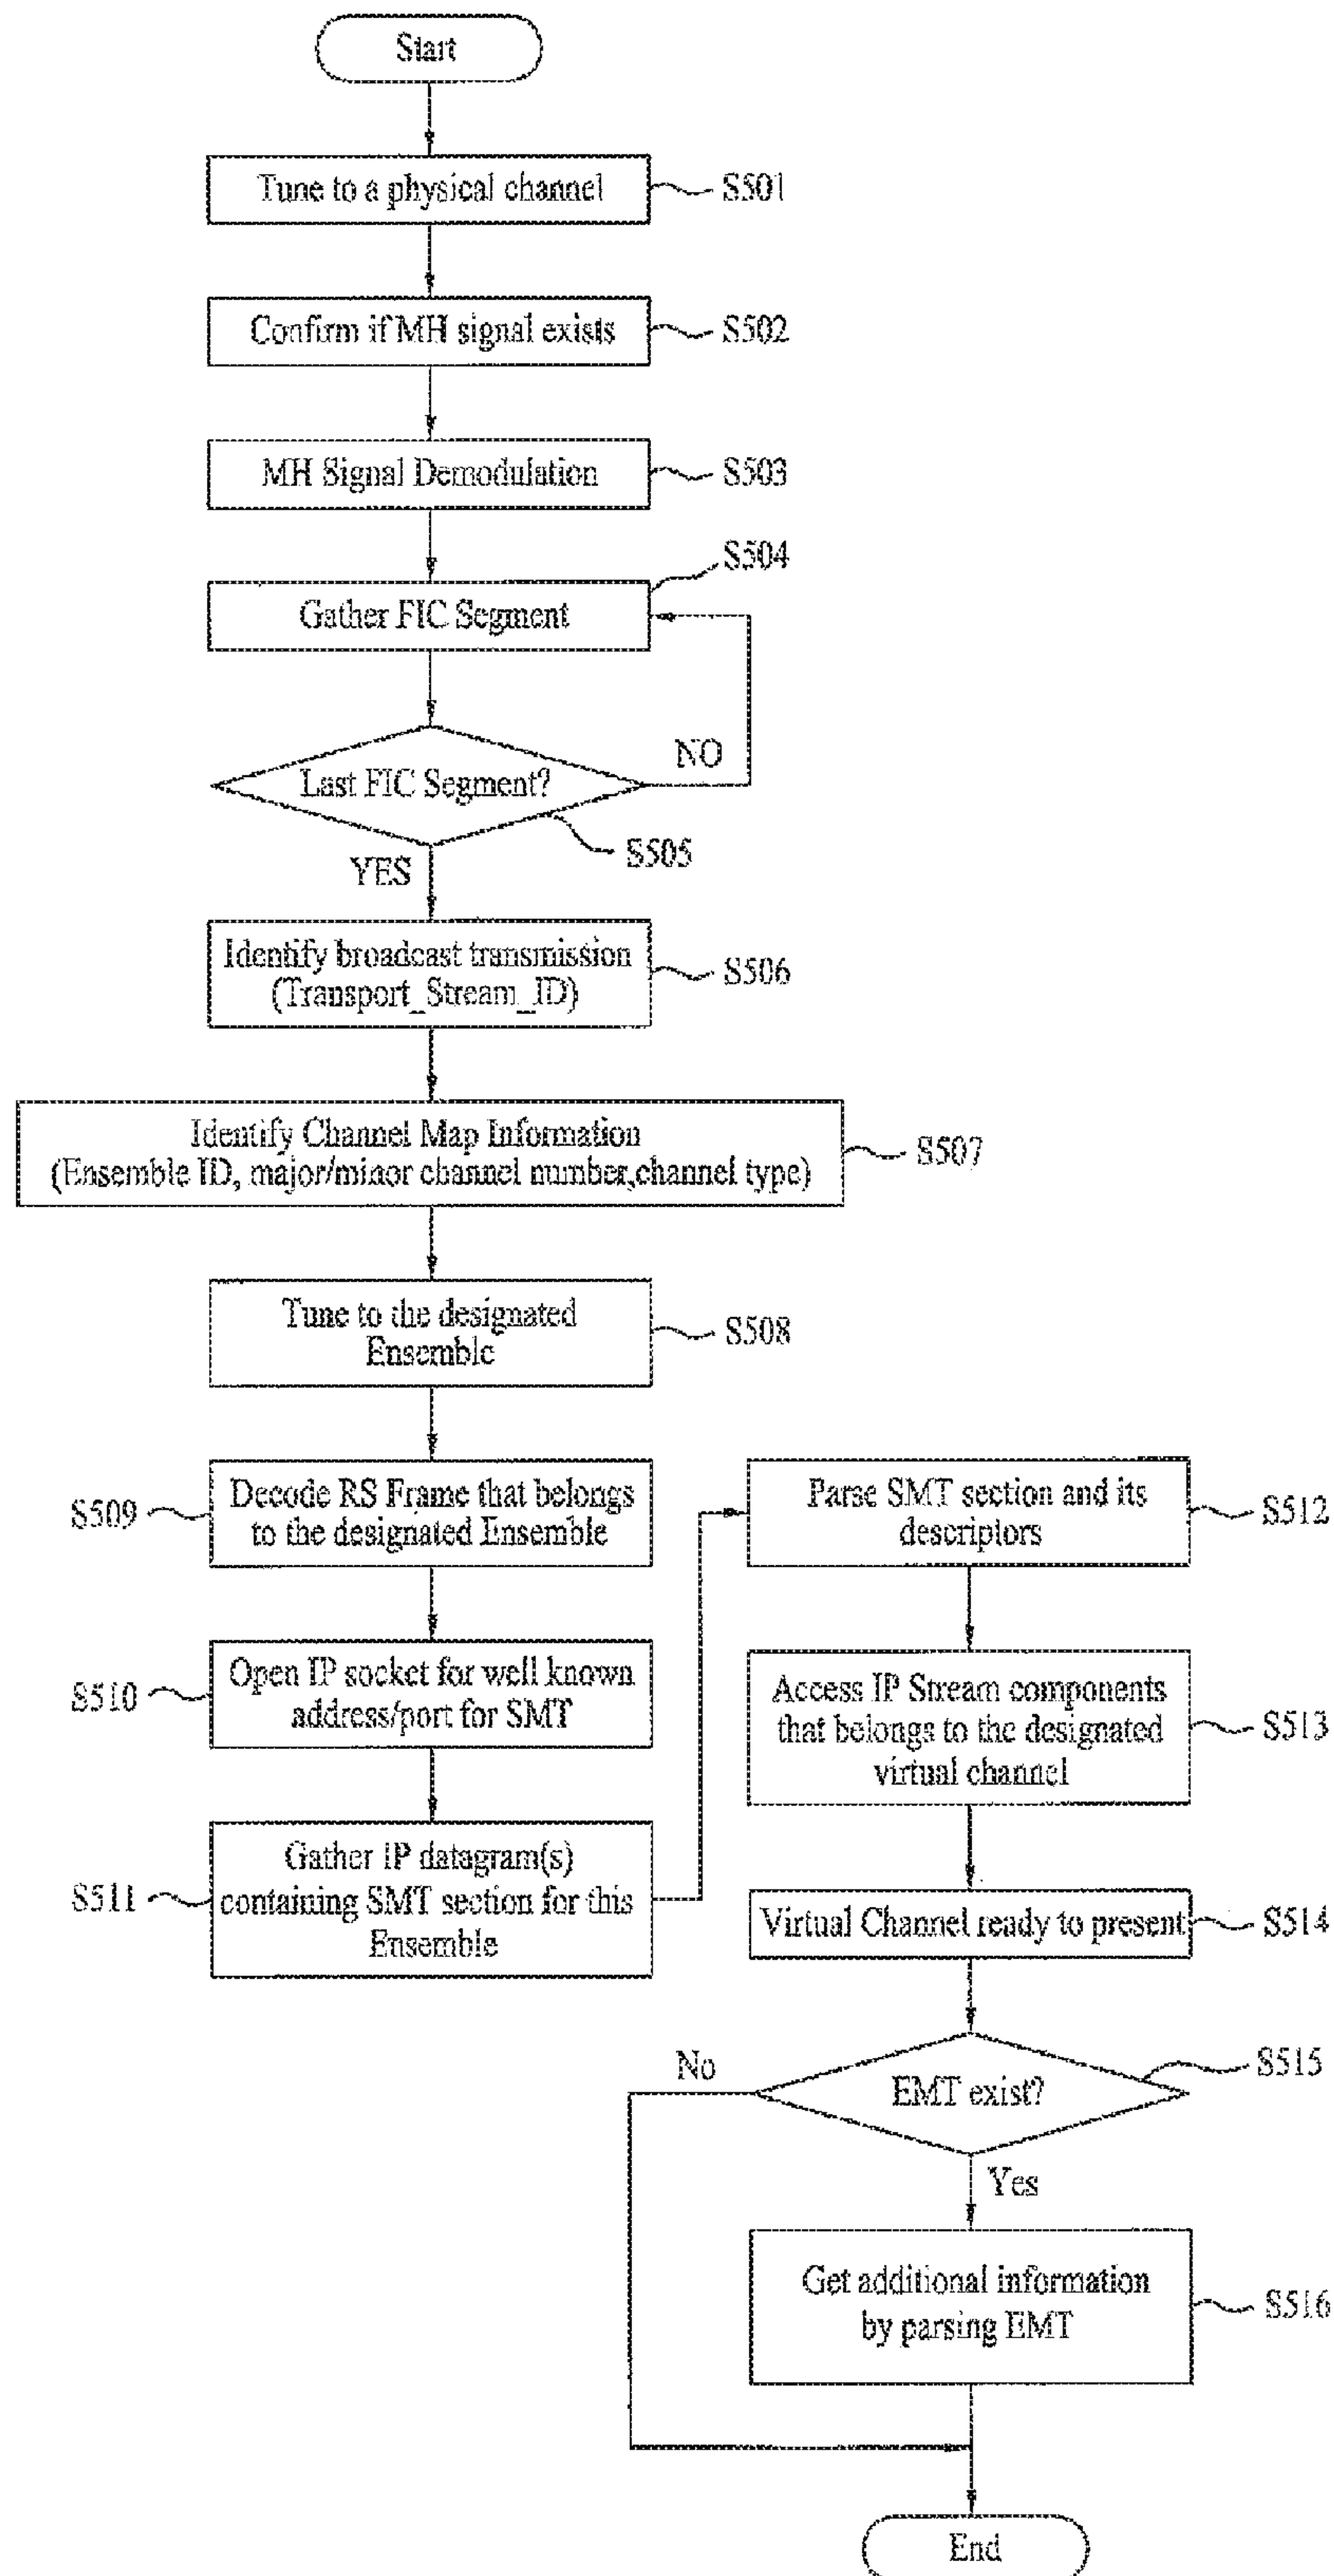 Start
Tune to a physical channel
S501
Confirm if MH signal exists
S502
MH Signal Demodulation
S503
S504
Gather FIC Segment
NO
Last FIC Segment?
S505
YES
Identify broadcast transmission
(Transport_Stream_ID)
S506
Identify Channel Map Information
(Ensemble ID, major/minor channel number,channel type)
S507
Tune to the designated
Ensemble
S508
S509
Decode RS Frame that belongs
to the designated Ensemble
S510
Open IP socket for well known
address/port for SMT
S511
Gather IP datagram(s)
containing SMT section for this
Ensemble
Parse SMT section and its
descriptors
S512
Access IP Stream components
that belongs to the designated
virtual channel
S513
Virtual Channel ready to present
S514
No
EMT exist?
S515
Yes
Get additional information
by parsing EMT
S516
End